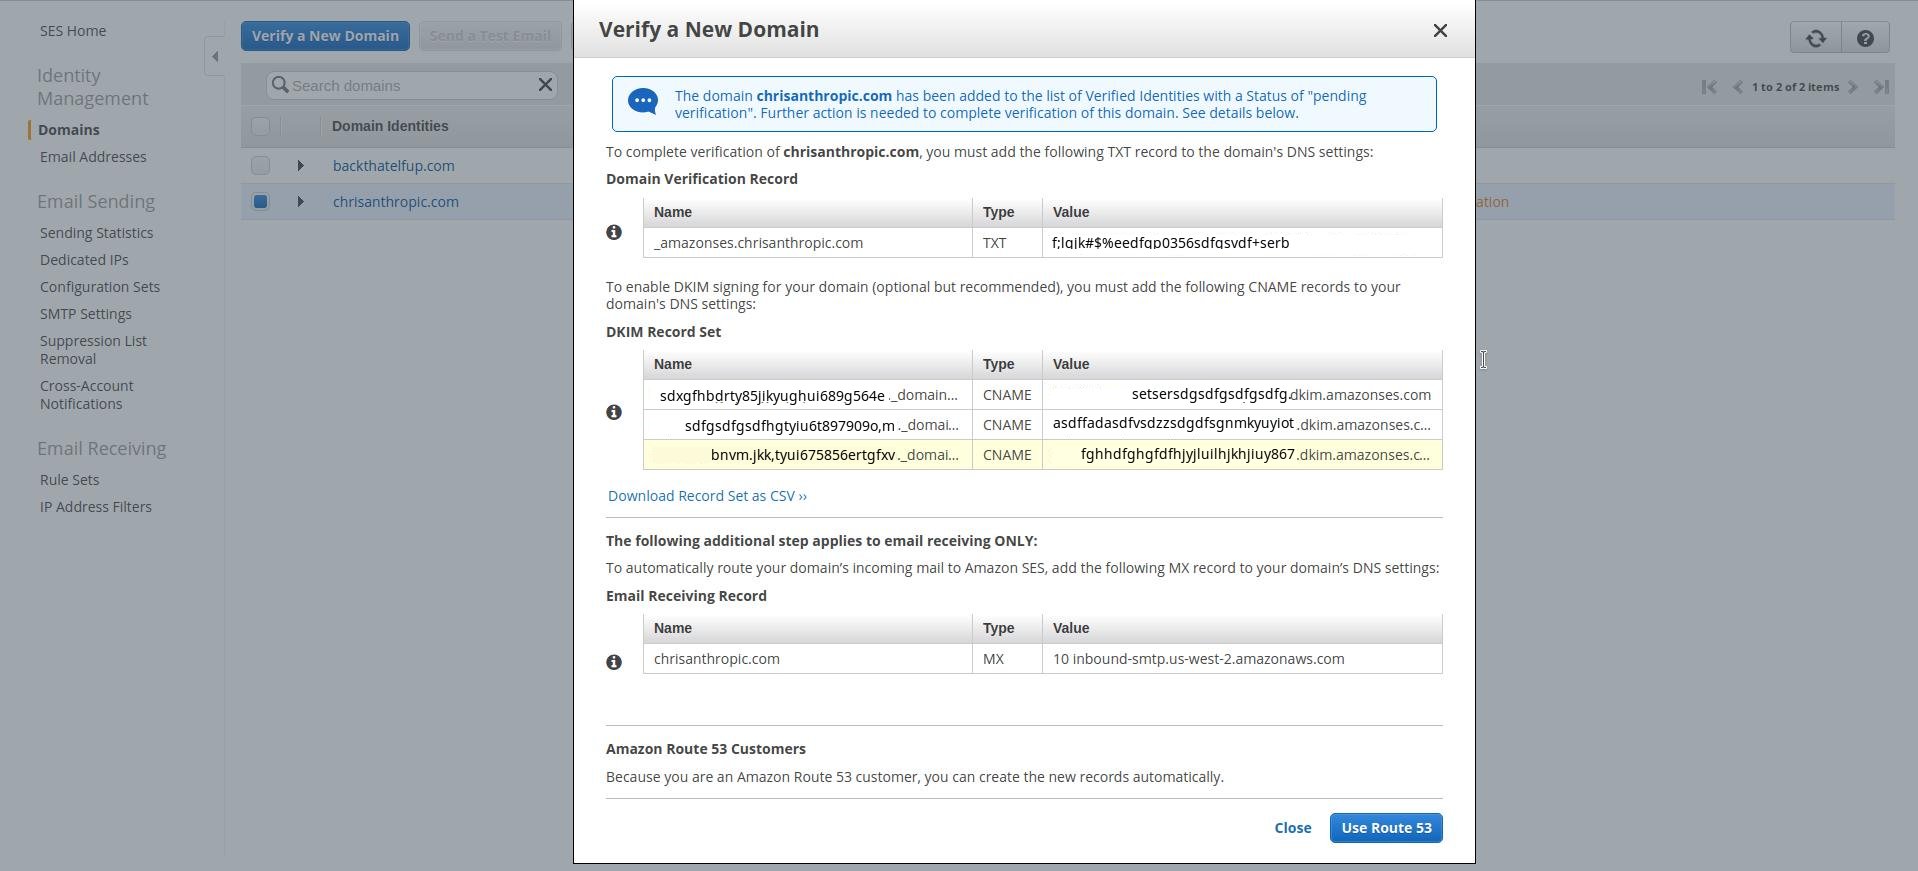 SES Home
Identity
Management
Domains
Email Addresses
Email Sending
Sending Statistics
Dedicated IPs
Configuration Sets
SMTP Settings
Suppression List
Removal
Cross-Account
Notifications
Email Receiving
Rule Sets
IP Address Filters
Verify a New Domain
Send a Test Email
Search domains
1 to 2 of 2 items
Domain Identities
backthatelfup.com
chrisanthropic.com
ation
Verify a New Domain
The domain chrisanthropic.com has been added to the list of Verified Identities with a Status of "pending
verification". Further action is needed to complete verification of this domain. See details below.
To complete verification of chrisanthropic.com, you must add the following TXT record to the domain's DNS settings:
Domain Verification Record
Name Type Value
_amazonses.chrisanthropic.com TXT f;lgjk#$%eedfgp0356sdfgsvdf+serb
To enable DKIM signing for your domain (optional but recommended), you must add the following CNAME records to your
domain's DNS settings:
DKIM Record Set
Name Type Value
sdxgfhbdrty85jikyughui689g564e._domain... CNAME setsersdgsdfgsdfgsdfg.dkim.amazonses.com
sdfgsdfgsdfhgtyiu6t897909o,m._domai... CNAME asdffadasdfvsdzzsdgdfsgnmkyuyiot.dkim.amazonses.c...
bnvm.jkk,tyui675856ertgfxv._domai... CNAME fghhdfghgfdfhjyjluilhjkhjiuy867.dkim.amazonses.c...
Download Record Set as CSV ››
The following additional step applies to email receiving ONLY:
To automatically route your domain’s incoming mail to Amazon SES, add the following MX record to your domain’s DNS settings:
Email Receiving Record
Name Type Value
chrisanthropic.com MX 10 inbound-smtp.us-west-2.amazonaws.com
Amazon Route 53 Customers
Because you are an Amazon Route 53 customer, you can create the new records automatically.
Close Use Route 53